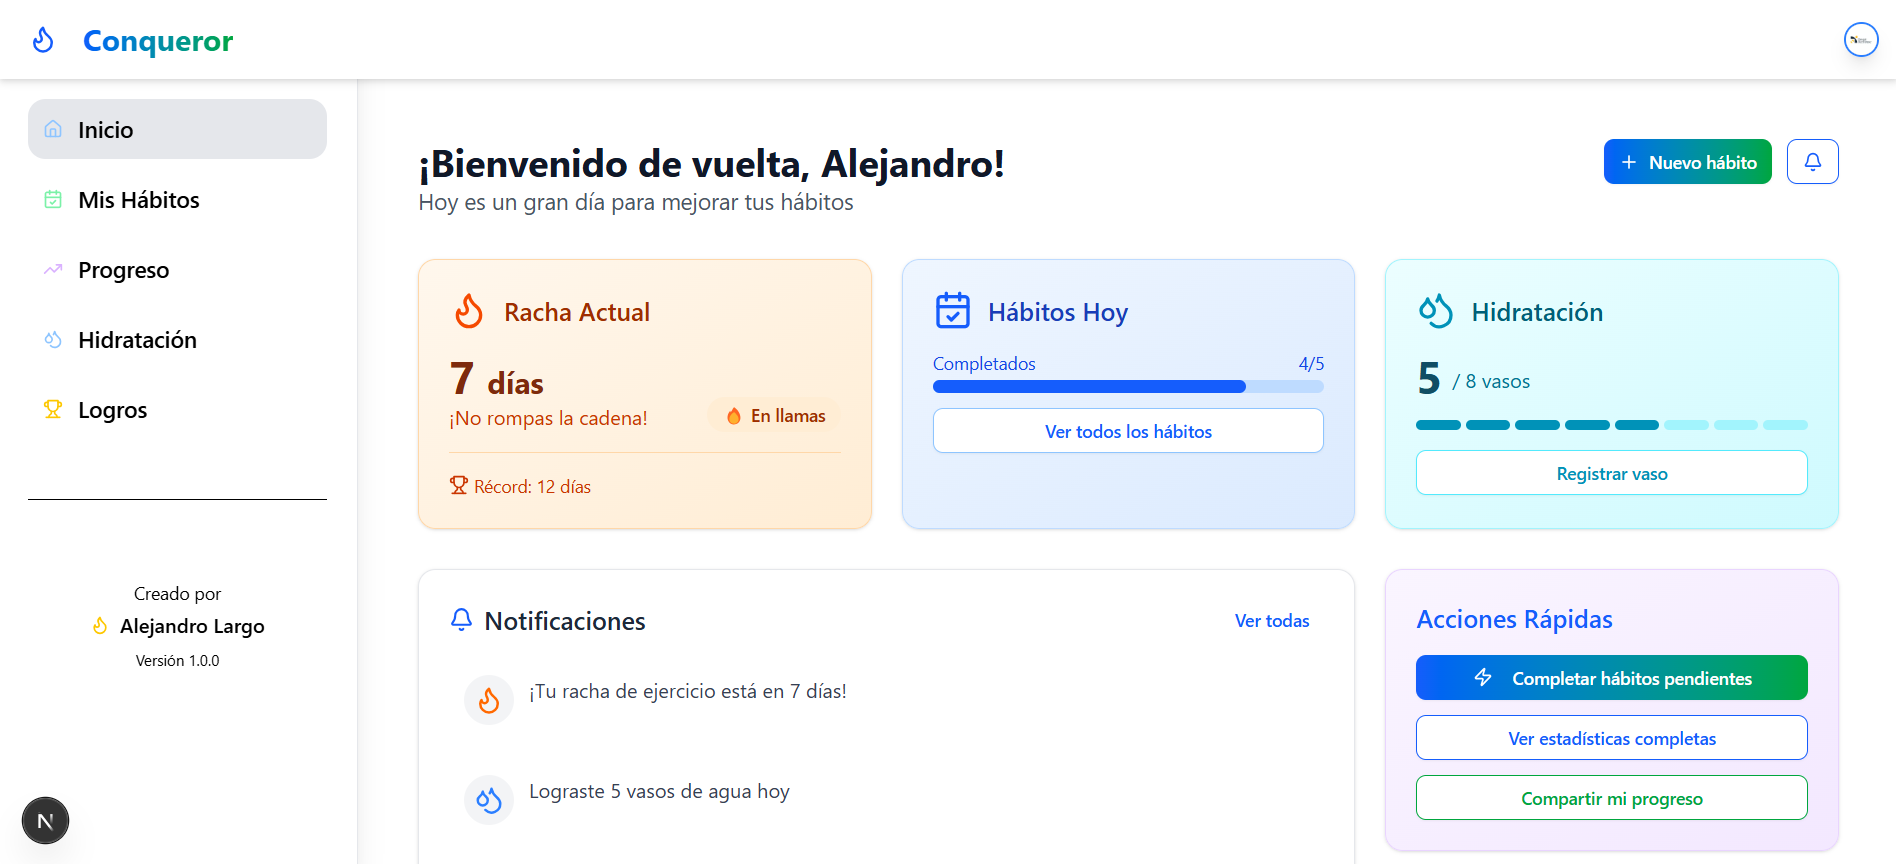 Conqueror
Inicio
Mis Hábitos
Progreso
Hidratación
Logros
Creado por
Alejandro Largo
Versión 1.0.0
N
¡Bienvenido de vuelta, Alejandro!
Hoy es un gran día para mejorar tus hábitos
Nuevo hábito
Racha Actual
7 días
¡No rompas la cadena!
En llamas
Récord: 12 días
Hábitos Hoy
Completados 4/5
Ver todos los hábitos
Hidratación
5 / 8 vasos
Registrar vaso
Notificaciones
Ver todas
¡Tu racha de ejercicio está en 7 días!
Lograste 5 vasos de agua hoy
Acciones Rápidas
Completar hábitos pendientes
Ver estadísticas completas
Compartir mi progreso